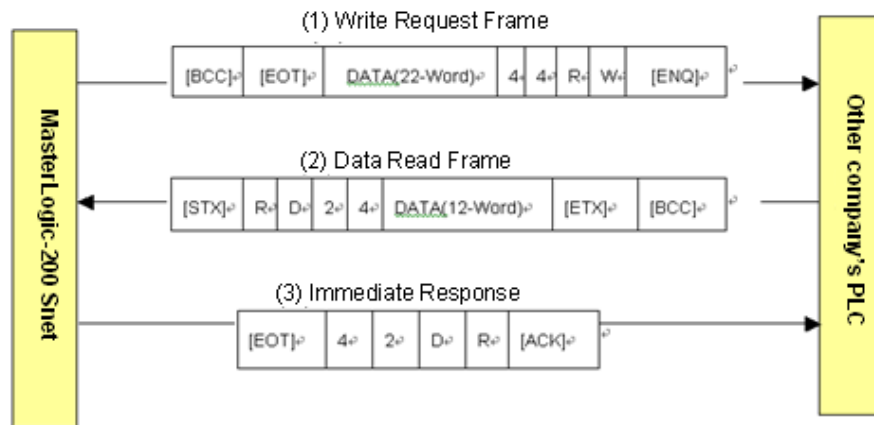 (1) Write Request Frame
[BCC] [EOT] DATA(22-Word) 4 4 R W [ENQ]
MasterLogic-200 Snet
Other company's PLC
(2) Data Read Frame
[STX] R D 2 4 DATA(12-Word) [ETX] [BCC]
(3) Immediate Response
[EOT] 4 2 D R [ACK]